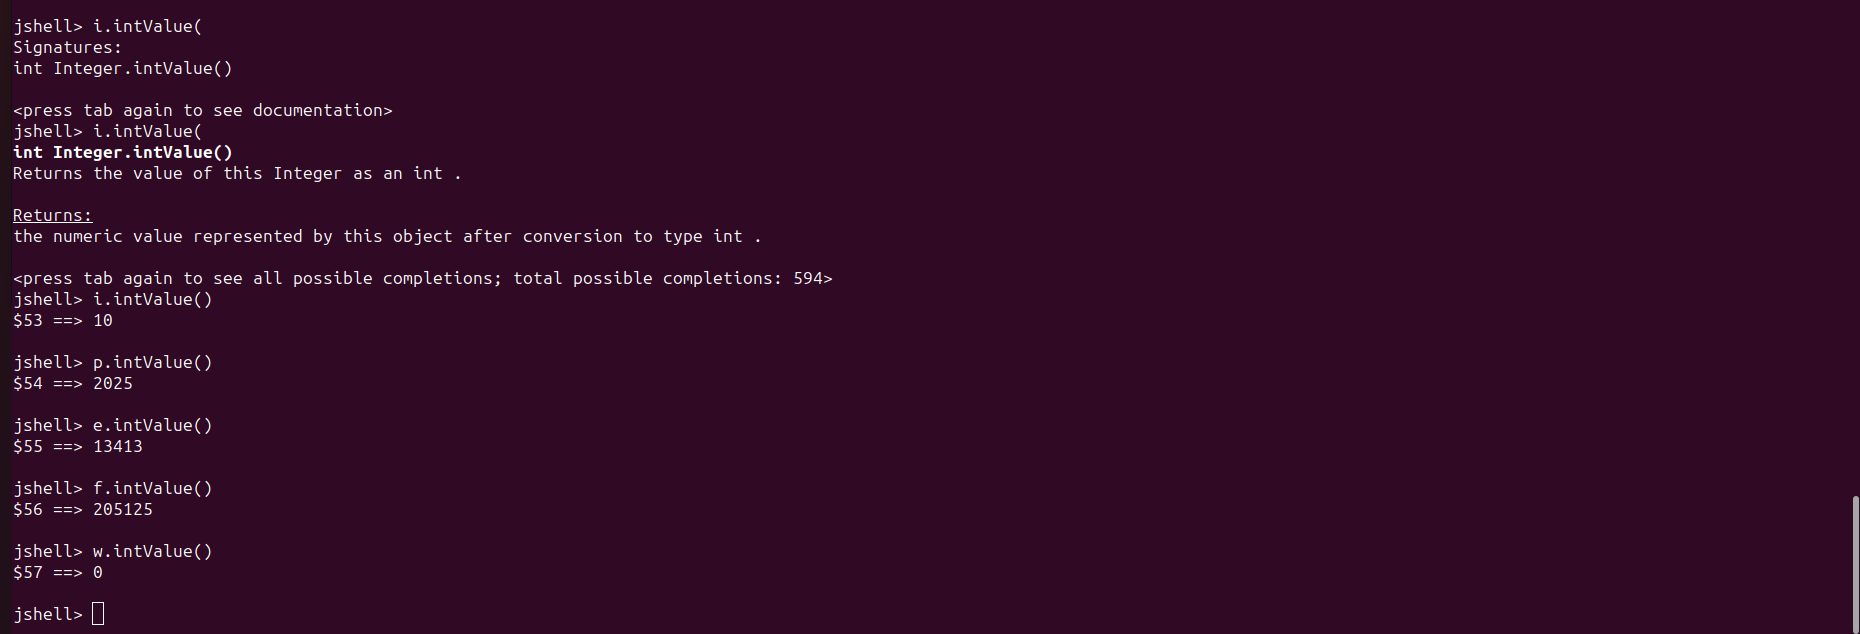 jshell> i.intValue(
Signatures:
int Integer.intValue()
<press tab again to see documentation>
jshell> i.intValue(
int Integer.intValue()
Returns the value of this Integer as an int .
Returns:
the numeric value represented by this object after conversion to type int .
<press tab again to see all possible completions; total possible completions: 594>
jshell> i.intValue()
$53 ==> 10
jshell> p.intValue()
$54 ==> 2025
jshell> e.intValue()
$55 ==> 13413
jshell> f.intValue()
$56 ==> 205125
jshell> w.intValue()
$57 ==> 0
jshell>